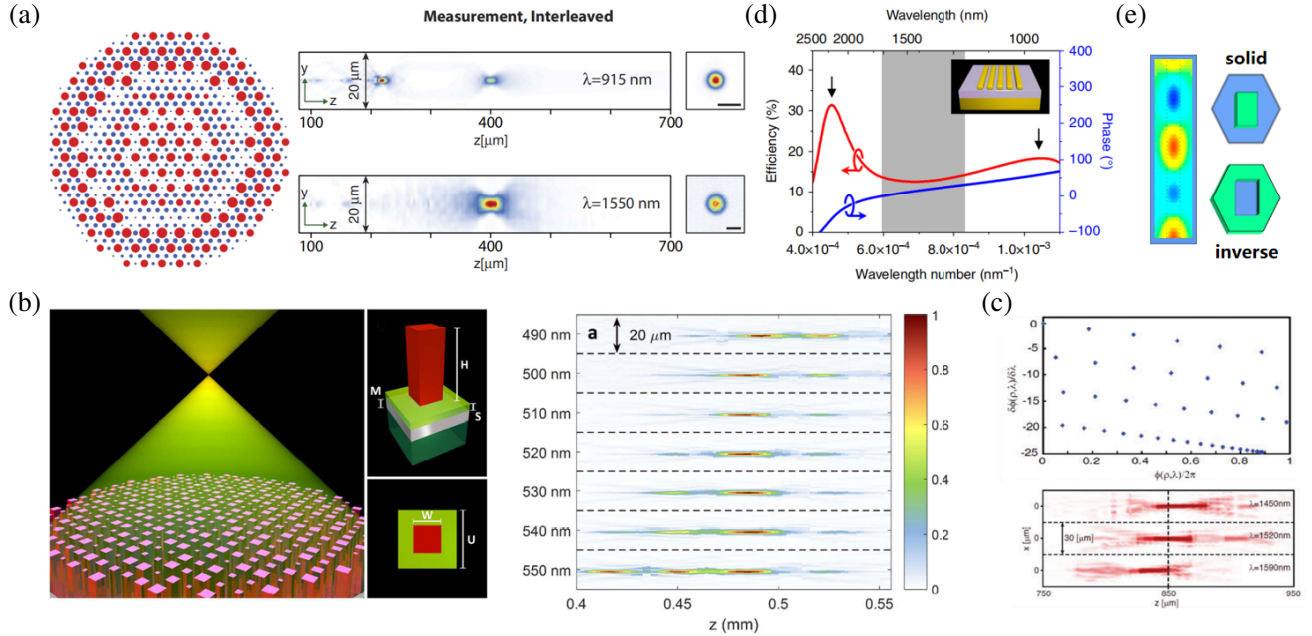 (a)
Measurement, Interleaved
y
z
20 μm
λ=915 nm
100
400
700
z[μm]
y
z
20 μm
λ=1550 nm
100
400
700
z[μm]
(d)
Wavelength (nm)
2500 2000 1500 1000
Efficiency (%)
45
40
30
20
10
0
Phase (°)
400
300
200
100
0
−100
4.0×10⁻⁴ 6.0×10⁻⁴ 8.0×10⁻⁴ 1.0×10⁻³
Wavelength number (nm⁻¹)
(e)
solid
inverse
(b)
H
M
S
W
U
a
20 μm
490 nm
500 nm
510 nm
520 nm
530 nm
540 nm
550 nm
0.4 0.45 0.5 0.55
z (mm)
1
0.8
0.6
0.4
0.2
0
(c)
δϕ(ρ,λ)/δλ
0
-5
-10
-15
-20
-25
0 0.2 0.4 0.6 0.8 1
ϕ(ρ,λ)/2π
x [μm]
0
0
0
30 [μm]
λ=1450nm
λ=1520nm
λ=1590nm
750 850 950
z [μm]